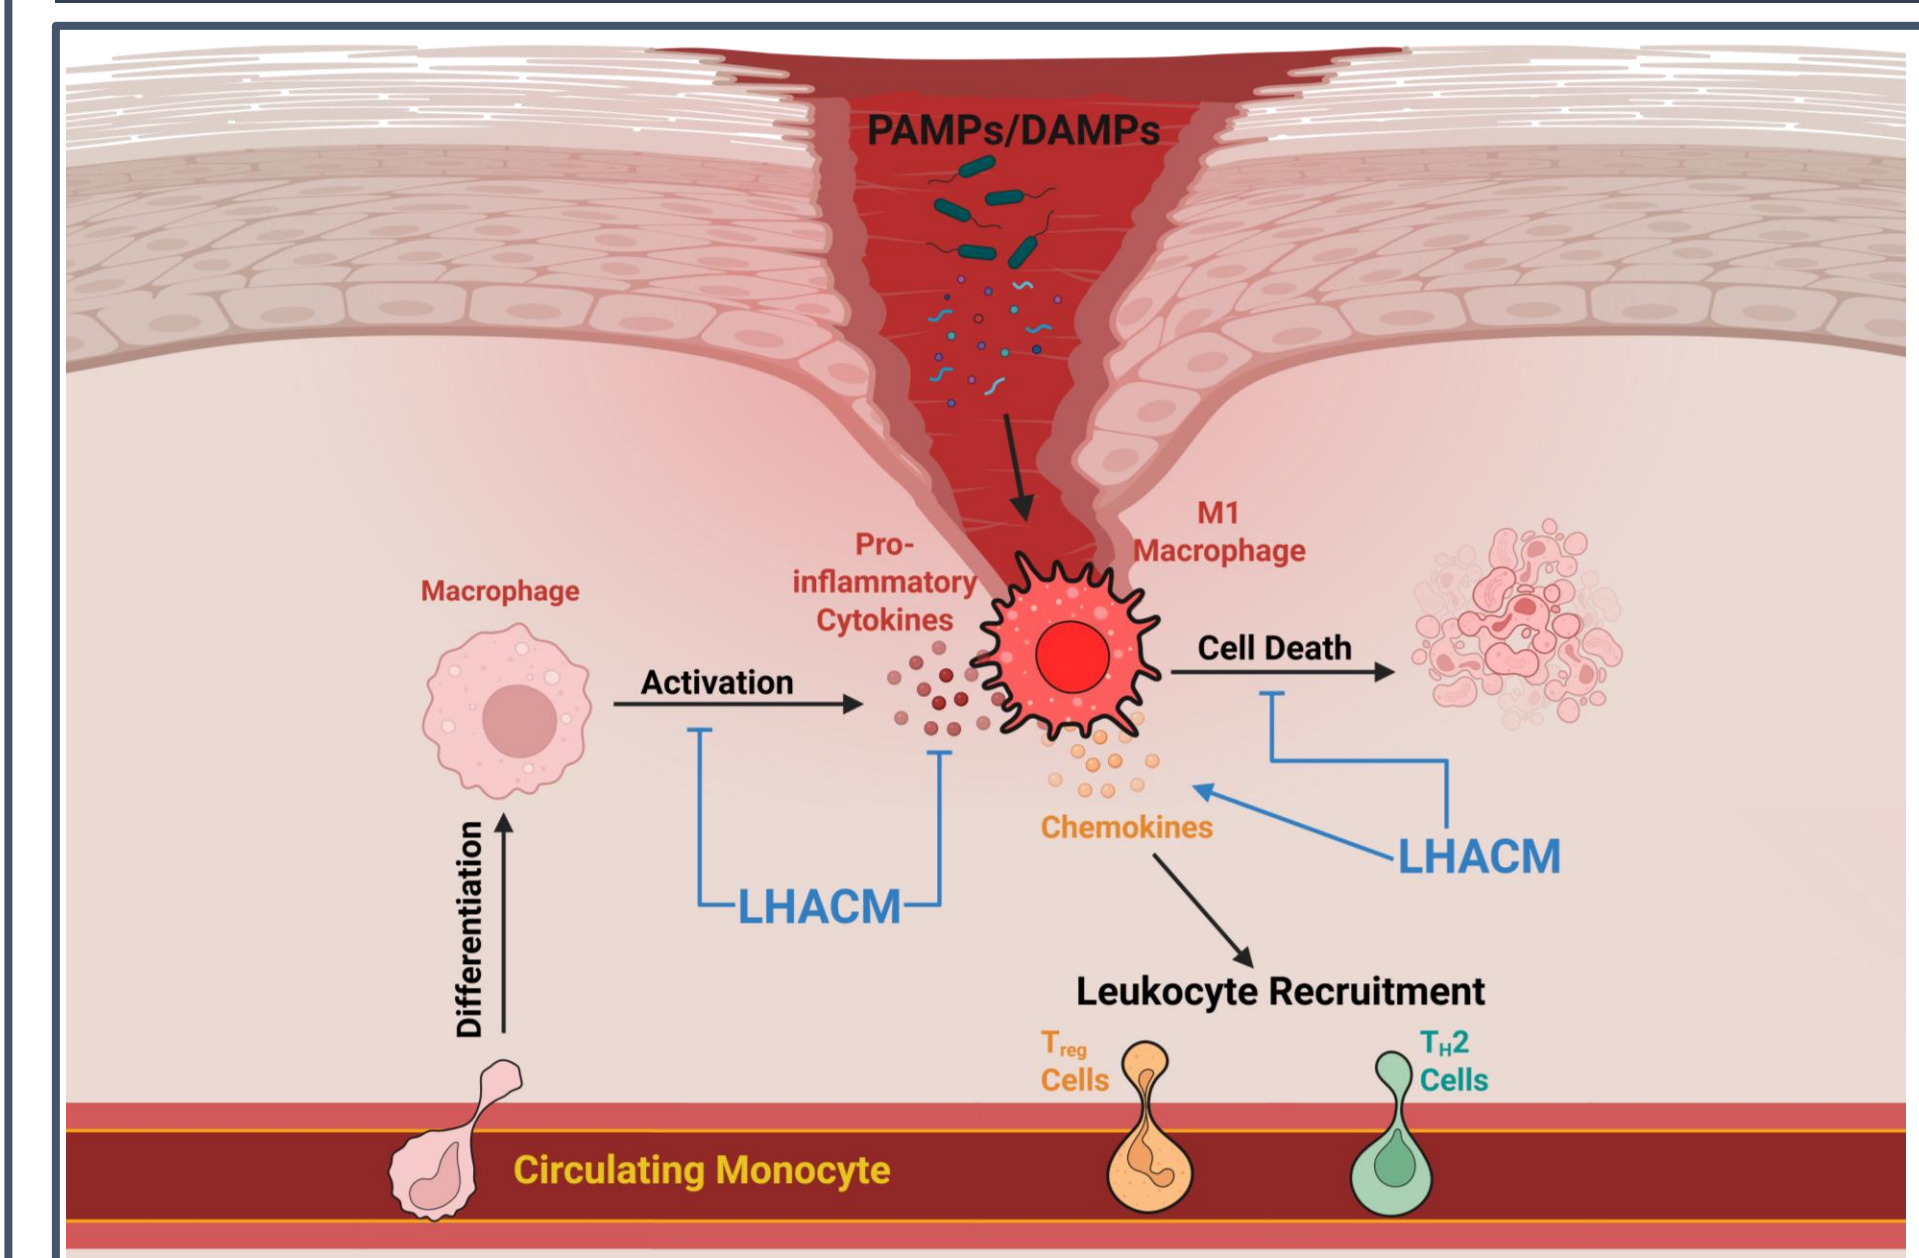 PAMPs/DAMPs
M1
Macrophage
Pro-
inflammatory
Cytokines
Macrophage
Cell Death
Activation
Chemokines
LHACM
LHACM
Differentiation
Leukocyte Recruitment
Treg
Cells
TH2
Cells
Circulating Monocyte